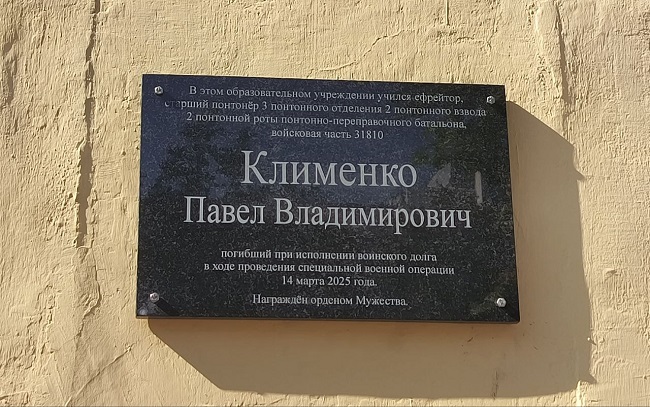 В этом образовательном учреждении учился ефрейтор,
старший понтонёр 3 понтонного отделения 2 понтонного взвода
2 понтонной роты понтонно-переправочного батальона,
войсковая часть 31810
Клименко
Павел Владимирович
погибший при исполнении воинского долга
в ходе проведения специальной военной операции
14 марта 2025 года.
Награждён орденом Мужества.